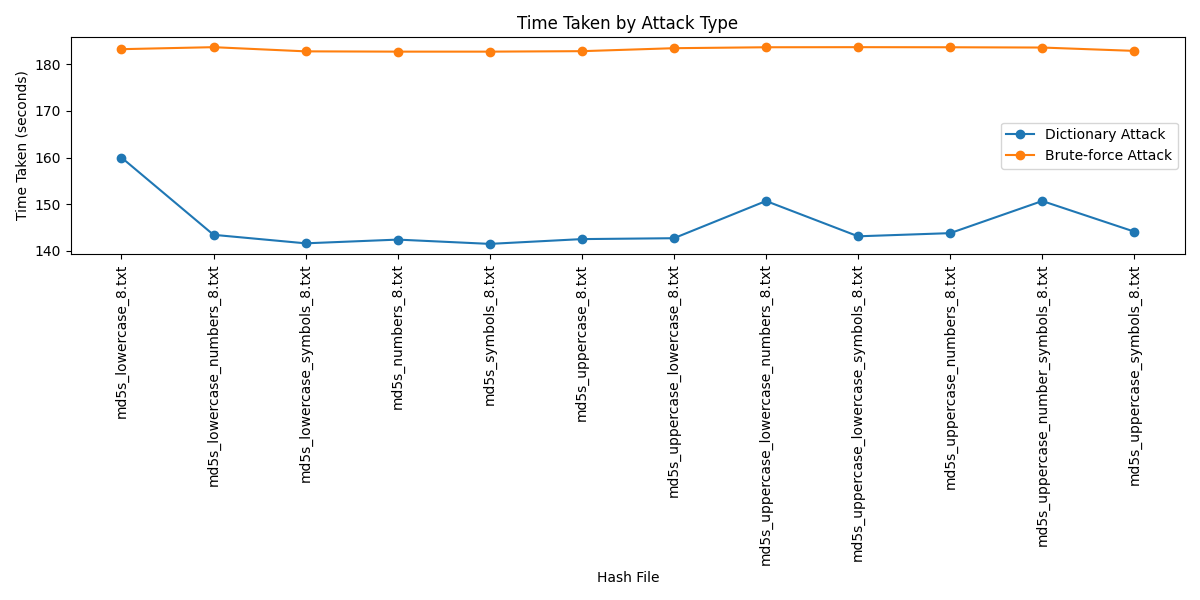 Time Taken by Attack Type
Time Taken (seconds)
180
170
160
150
140
Dictionary Attack
Brute-force Attack
md5s_lowercase_8.txt
md5s_lowercase_numbers_8.txt
md5s_lowercase_symbols_8.txt
md5s_numbers_8.txt
md5s_symbols_8.txt
md5s_uppercase_8.txt
md5s_uppercase_lowercase_8.txt
md5s_uppercase_lowercase_numbers_8.txt
md5s_uppercase_lowercase_symbols_8.txt
md5s_uppercase_numbers_8.txt
md5s_uppercase_number_symbols_8.txt
md5s_uppercase_symbols_8.txt
Hash File